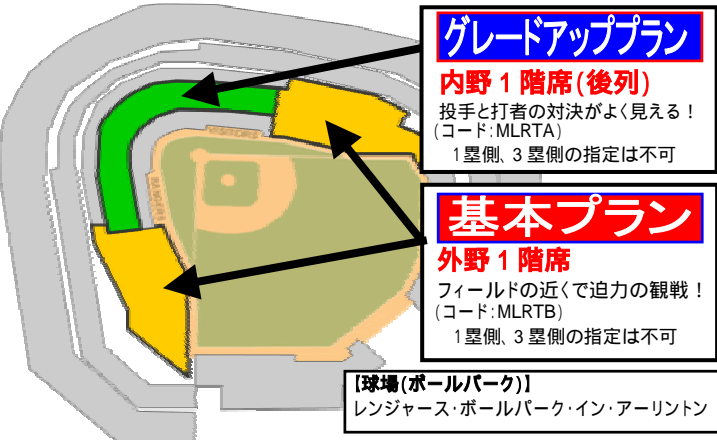 グレードアッププラン
内野1階席(後列)
投手と打者の対決がよく見える！
(コード:MLRTA)
1塁側、3塁側の指定は不可
VISITORS
RANGERS
基本プラン
外野1階席
フィールドの近くで迫力の観戦！
(コード:MLRTB)
1塁側、3塁側の指定は不可
【球場(ボールパーク)】
レンジャース・ボールパーク・イン・アーリントン